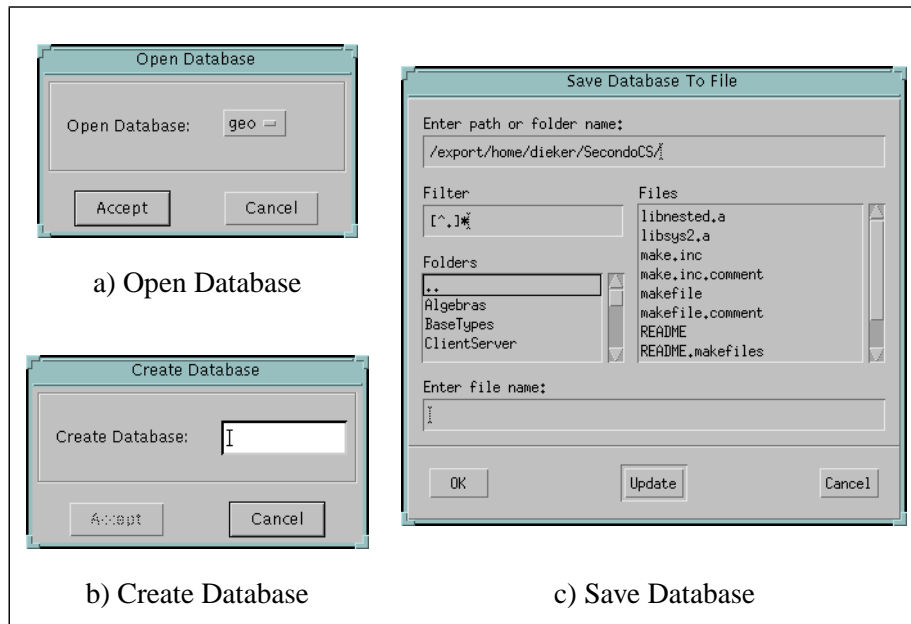 Open Database
Open Database: geo
Accept Cancel
a) Open Database
Create Database
Create Database:
Accept Cancel
b) Create Database
Save Database To File
Enter path or folder name:
/export/home/dieker/SecondoCS/
Filter
[^.]*
Folders
..
Algebras
BaseTypes
ClientServer
Files
libnested.a
libsys2.a
make.inc
make.inc.comment
makefile
makefile.comment
README
README.makefiles
Enter file name:
OK Update Cancel
c) Save Database